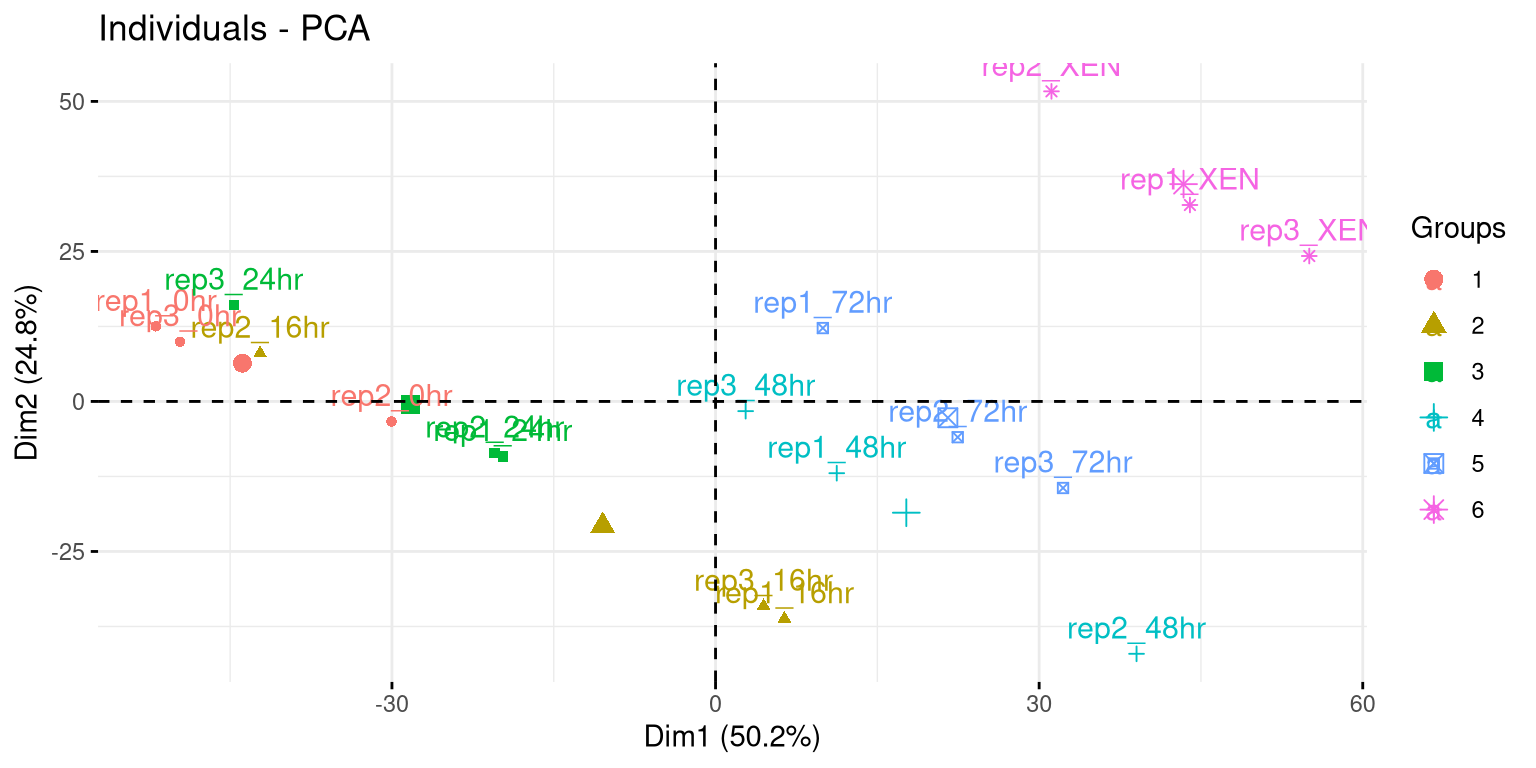 Individuals - PCA
rep2_XEN
50
rep1_XEN
rep3_XEN
25
rep3_24hr
rep1_0hr
rep3_0hr
rep2_16hr
rep1_72hr
rep3_48hr
rep2_0hr
0
rep2_72hr
rep2_24hr
rep1_24hr
rep1_48hr
rep3_72hr
-25
rep3_16hr
rep1_16hr
rep2_48hr
-30
0
30
60
Dim1 (50.2%)
Dim2 (24.8%)
Groups
a 1
a 2
a 3
a 4
a 5
a 6